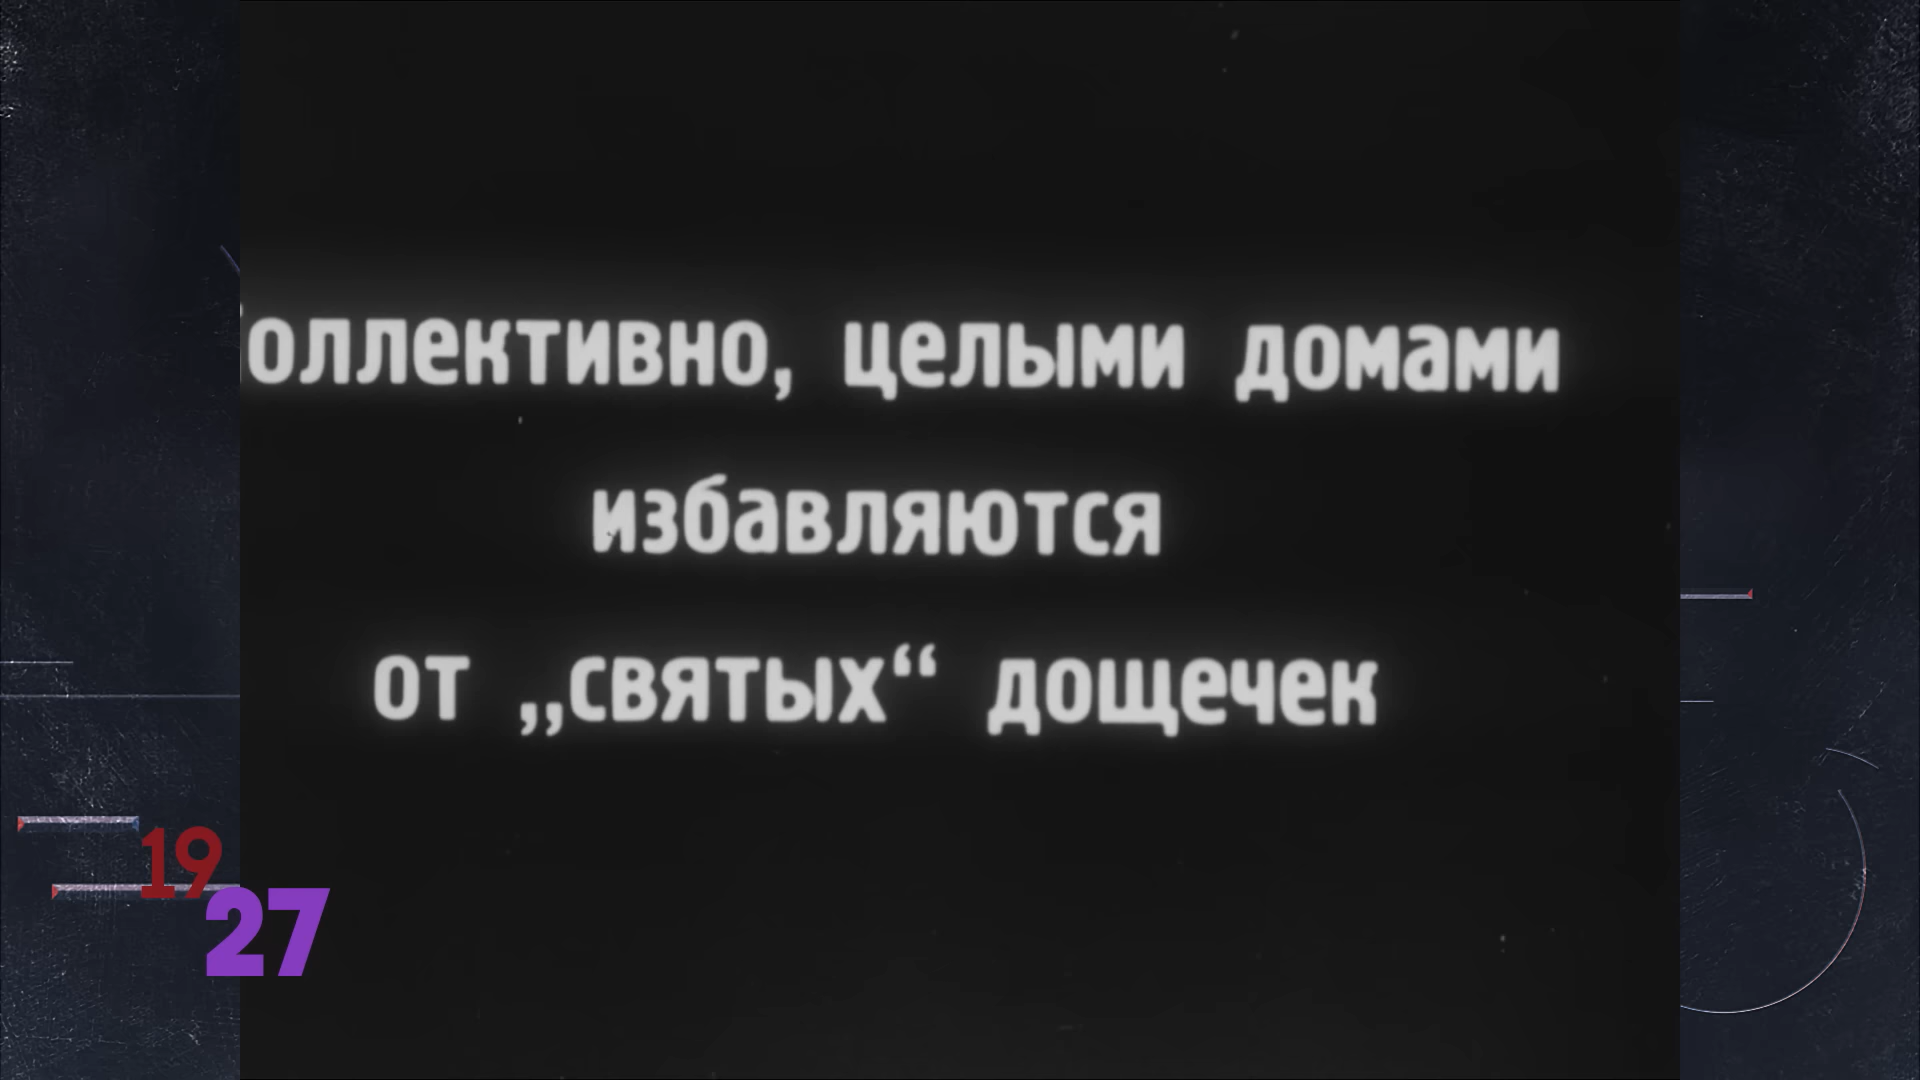 оллективно, целыми домами
избавляются
от „святых“ дощечек
19
27